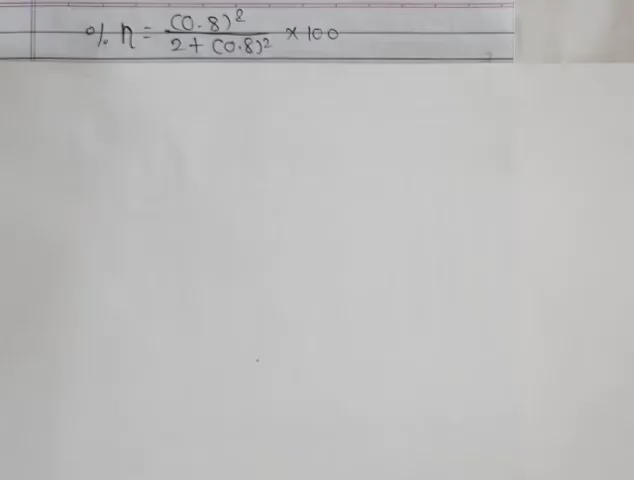 % η = (0.8)² / 2 + (0.8)² × 100